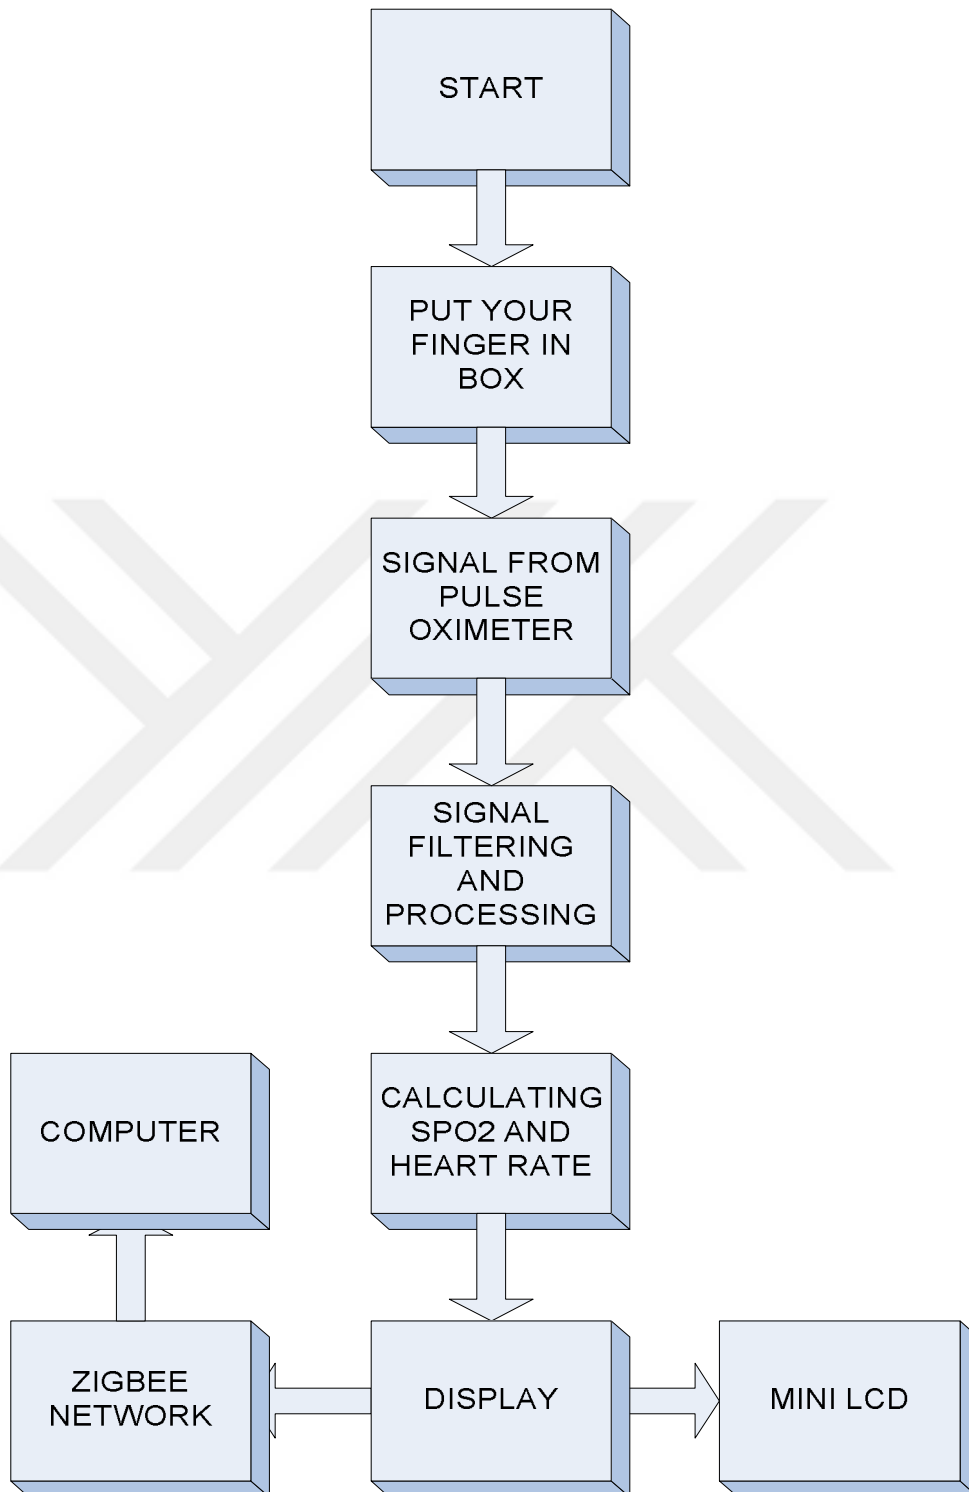 START
PUT YOUR
FINGER IN
BOX
SIGNAL FROM
PULSE
OXIMETER
SIGNAL
FILTERING
AND
PROCESSING
CALCULATING
SPO2 AND
HEART RATE
COMPUTER
ZIGBEE
NETWORK
DISPLAY
MINI LCD